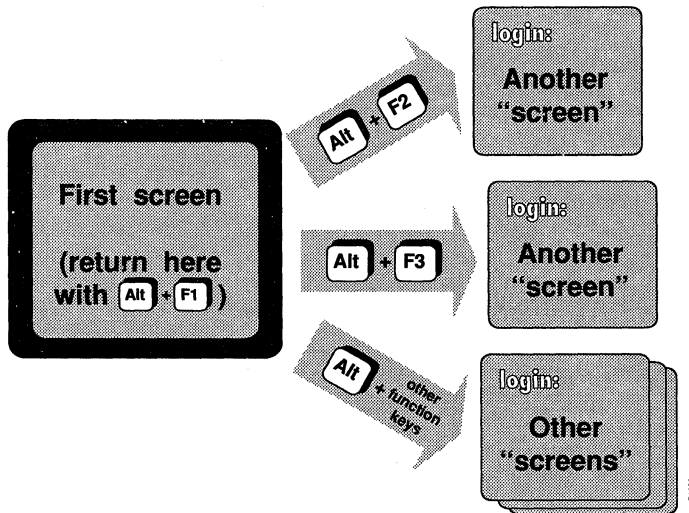 First screen
(return here
with Alt + F1 )
Alt + F2
login:
Another
“screen”
Alt + F3
login:
Another
“screen”
Alt + other
function
keys
login:
Other
“screens”